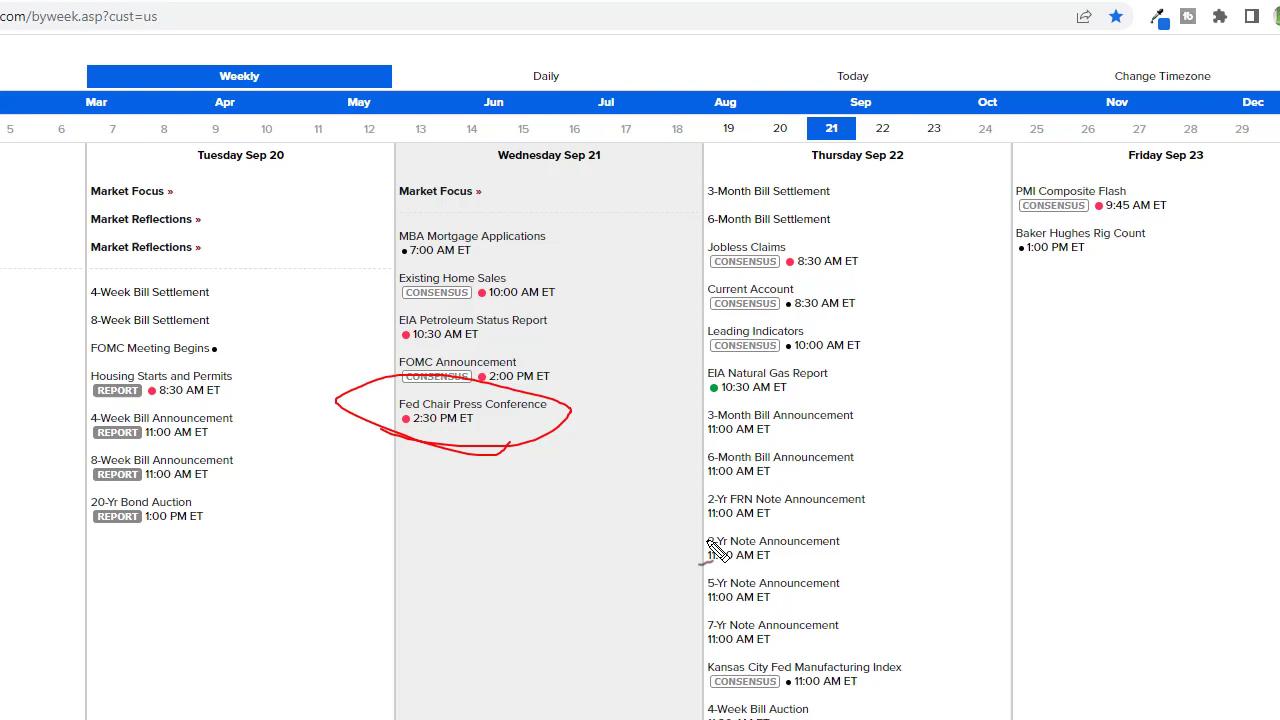 com/byweek.asp?cust=us
Weekly
Daily
Today
Change Timezone
Mar Apr May Jun Jul Aug Sep Oct Nov Dec
5 6 7 8 9 10 11 12 13 14 15 16 17 18 19 20 21 22 23 24 25 26 27 28 29
Tuesday Sep 20
Market Focus »
Market Reflections »
Market Reflections »
4-Week Bill Settlement
8-Week Bill Settlement
FOMC Meeting Begins
Housing Starts and Permits
REPORT 8:30 AM ET
4-Week Bill Announcement
REPORT 11:00 AM ET
8-Week Bill Announcement
REPORT 11:00 AM ET
20-Yr Bond Auction
REPORT 1:00 PM ET
Wednesday Sep 21
Market Focus »
MBA Mortgage Applications
7:00 AM ET
Existing Home Sales
CONSENSUS 10:00 AM ET
EIA Petroleum Status Report
10:30 AM ET
FOMC Announcement
CONSENSUS 2:00 PM ET
Fed Chair Press Conference
2:30 PM ET
Thursday Sep 22
3-Month Bill Settlement
6-Month Bill Settlement
Jobless Claims
CONSENSUS 8:30 AM ET
Current Account
CONSENSUS 8:30 AM ET
Leading Indicators
CONSENSUS 10:00 AM ET
EIA Natural Gas Report
10:30 AM ET
3-Month Bill Announcement
11:00 AM ET
6-Month Bill Announcement
11:00 AM ET
2-Yr FRN Note Announcement
11:00 AM ET
Note Announcement
AM ET
5-Yr Note Announcement
11:00 AM ET
7-Yr Note Announcement
11:00 AM ET
Kansas City Fed Manufacturing Index
CONSENSUS 11:00 AM ET
4-Week Bill Auction
Friday Sep 23
PMI Composite Flash
CONSENSUS 9:45 AM ET
Baker Hughes Rig Count
1:00 PM ET